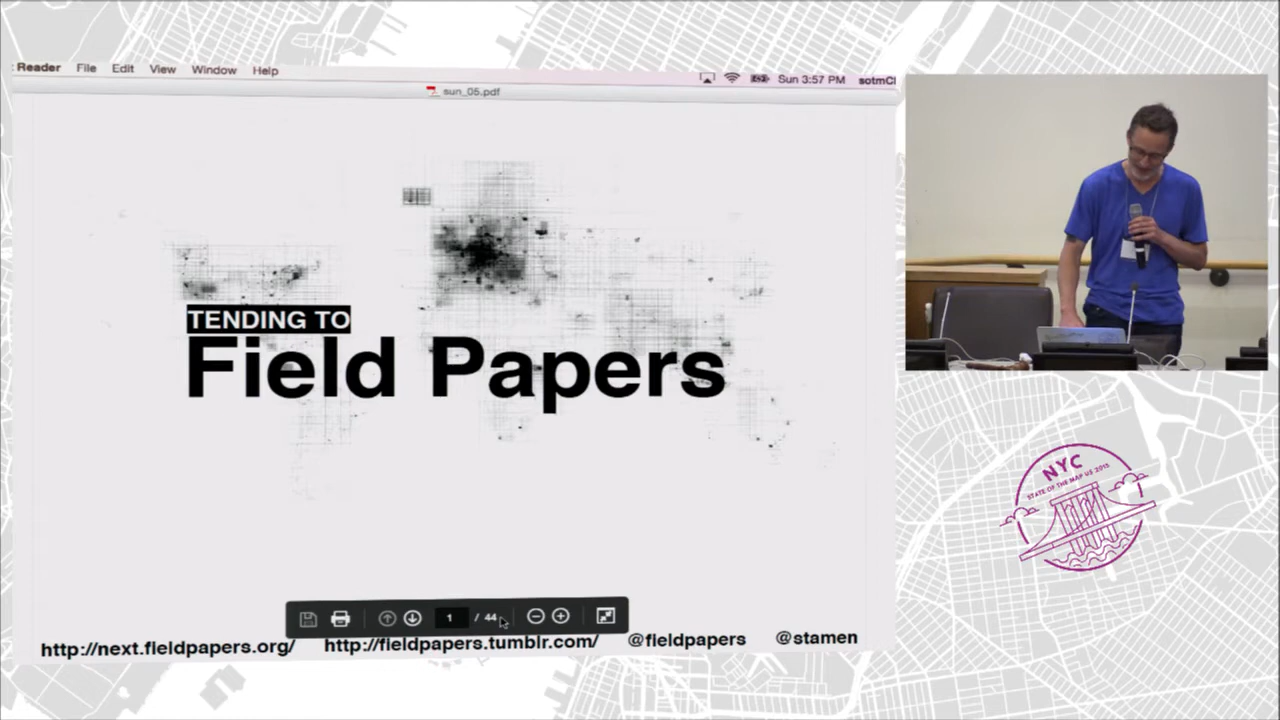 Reader File Edit View Window Help
Sun 3:57 PM sotmCl
sun_05.pdf
TENDING TO
Field Papers
1 / 44
http://next.fieldpapers.org/ http://fieldpapers.tumblr.com/ @fieldpapers @stamen
NYC
STATE OF THE MAP US 2015